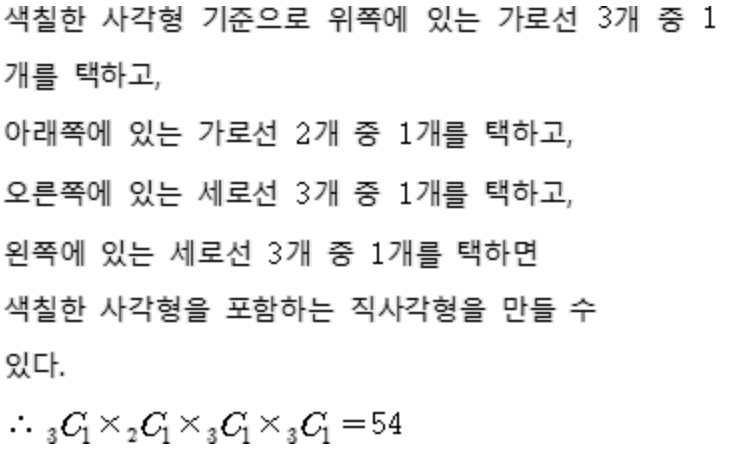 색칠한 사각형 기준으로 위쪽에 있는 가로선 3개 중 1
개를 택하고,
아래쪽에 있는 가로선 2개 중 1개를 택하고,
오른쪽에 있는 세로선 3개 중 1개를 택하고,
왼쪽에 있는 세로선 3개 중 1개를 택하면
색칠한 사각형을 포함하는 직사각형을 만들 수
있다.
∴ ₃C₁ × ₂C₁ × ₃C₁ × ₃C₁ = 54